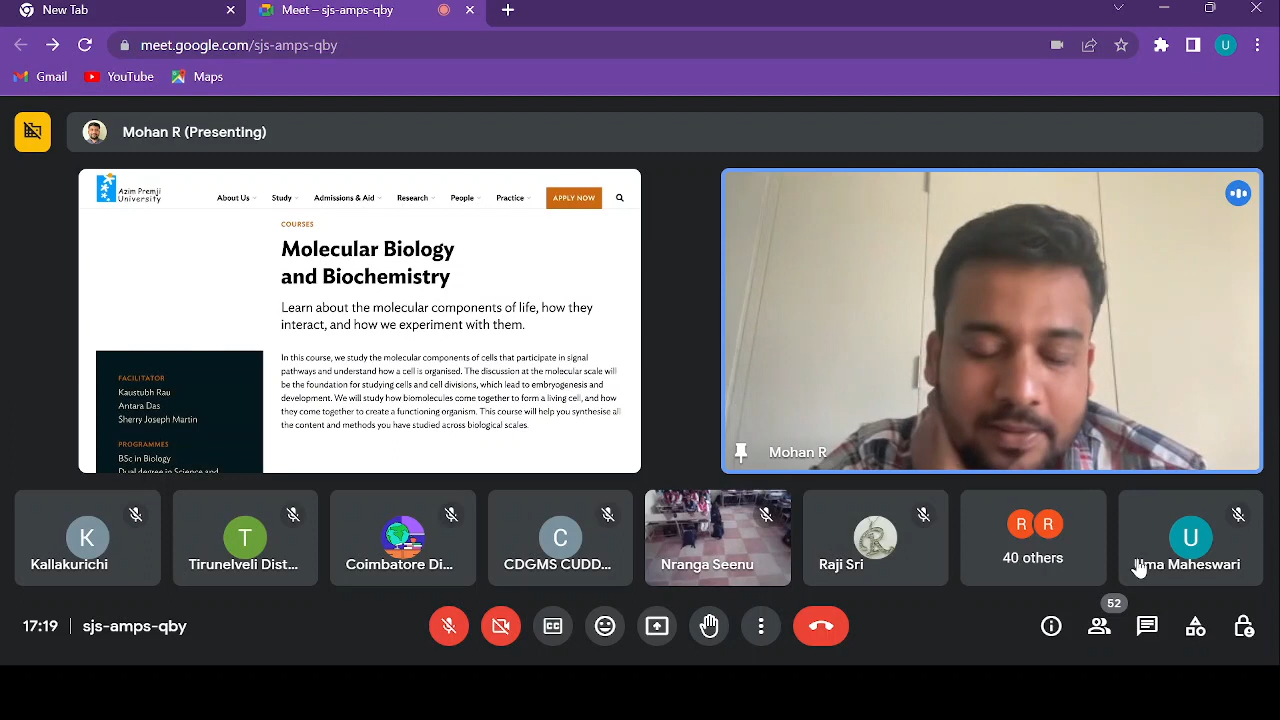 New Tab
Meet – sjs-amps-qby
meet.google.com/sjs-amps-qby
U
Gmail
YouTube
Maps
Mohan R (Presenting)
Azim Premji
University
About Us
Study
Admissions & Aid
Research
People
Practice
APPLY NOW
COURSES
Molecular Biology
and Biochemistry
Learn about the molecular components of life, how they
interact, and how we experiment with them.
In this course, we study the molecular components of cells that participate in signal
pathways and understand how a cell is organised. The discussion at the molecular scale will
be the foundation for studying cells and cell divisions, which lead to embryogenesis and
development. We will study how biomolecules come together to form a living cell, and how
they come together to create a functioning organism. This course will help you synthesise all
the content and methods you have studied across biological scales.
FACILITATOR
Kaustubh Rau
Antara Das
Sherry Joseph Martin
PROGRAMMES
BSc in Biology
Dual degree in Science and
Mohan R
K
Kallakurichi
T
Tirunelveli Dist...
Coimbatore Di...
C
CDGMS CUDD...
Nranga Seenu
Raji Sri
R R
40 others
U
Uma Maheswari
52
17:19
sjs-amps-qby
CC